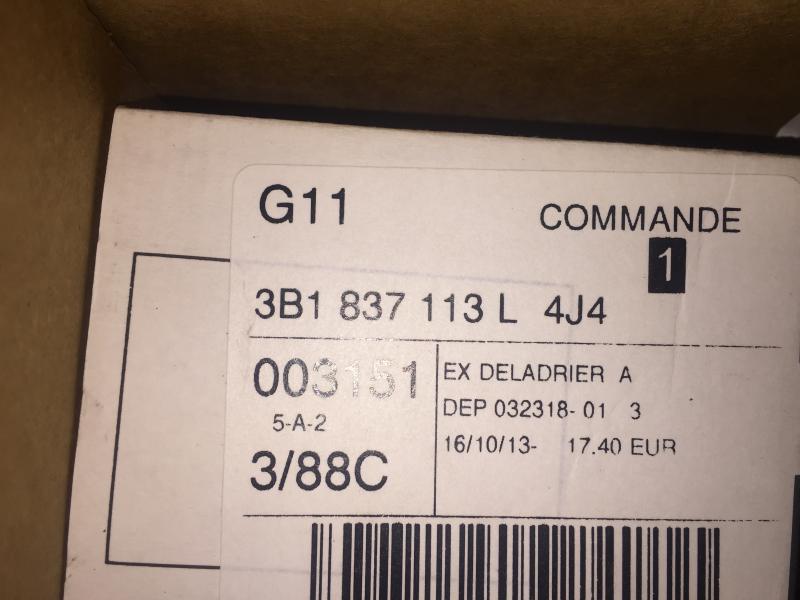 G11
COMMANDE
1
3B1 837 113 L 4J4
003151
5-A-2
3/88C
EX DELADRIER A
DEP 032318-01 3
16/10/13- 17.40 EUR